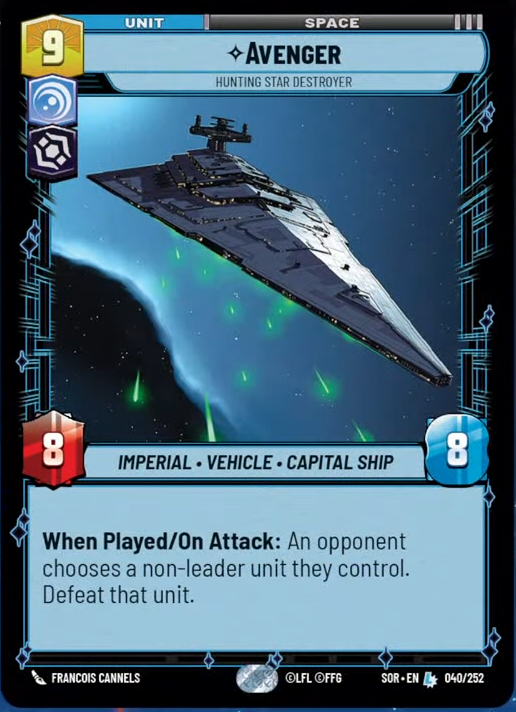 UNIT
SPACE
9
AVENGER
HUNTING STAR DESTROYER
8
IMPERIAL • VEHICLE • CAPITAL SHIP
8
When Played/On Attack: An opponent
chooses a non-leader unit they control.
Defeat that unit.
FRANCOIS CANNELS
©LFL ©FFG
SOR • EN
040/252